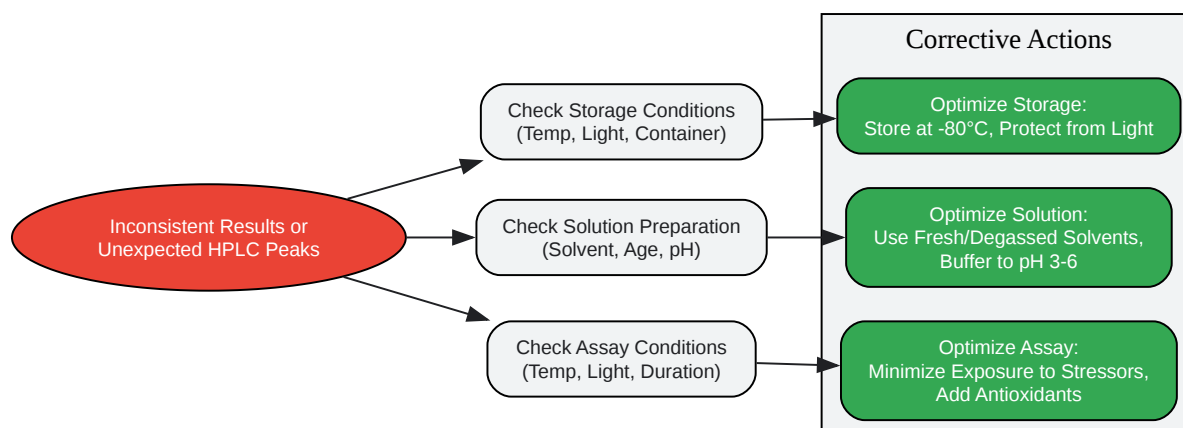 Corrective Actions
Check Storage Conditions
(Temp, Light, Container)
Optimize Storage:
Store at -80°C, Protect from Light
Inconsistent Results or
Unexpected HPLC Peaks
Check Solution Preparation
(Solvent, Age, pH)
Optimize Solution:
Use Fresh/Degassed Solvents,
Buffer to pH 3-6
Check Assay Conditions
(Temp, Light, Duration)
Optimize Assay:
Minimize Exposure to Stressors,
Add Antioxidants